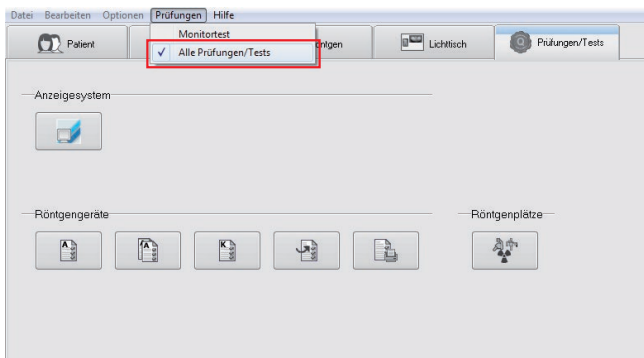 Datei Bearbeiten Optionen Prüfungen Hilfe
Monitortest
Alle Prüfungen/Tests
Patient
Lichttisch
Prüfungen/Tests
Anzeigesystem
Röntgengeräte
Röntgenplätze